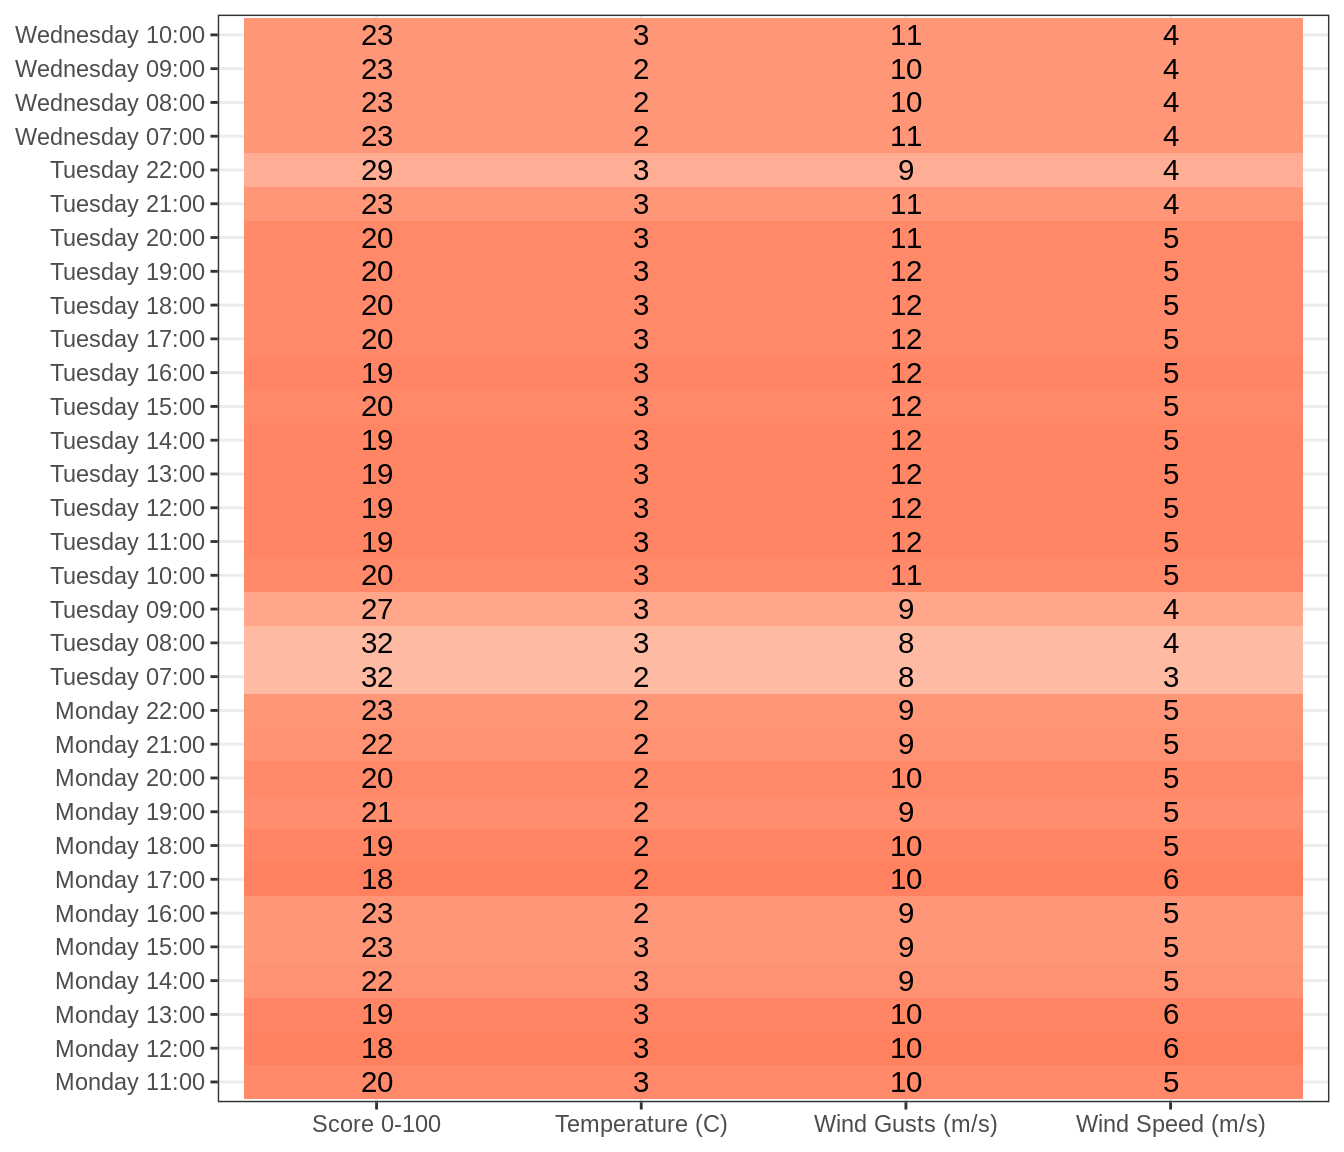 Wednesday 10:00 23 3 11 4
Wednesday 09:00 23 2 10 4
Wednesday 08:00 23 2 10 4
Wednesday 07:00 23 2 11 4
Tuesday 22:00 29 3 9 4
Tuesday 21:00 23 3 11 4
Tuesday 20:00 20 3 11 5
Tuesday 19:00 20 3 12 5
Tuesday 18:00 20 3 12 5
Tuesday 17:00 20 3 12 5
Tuesday 16:00 19 3 12 5
Tuesday 15:00 20 3 12 5
Tuesday 14:00 19 3 12 5
Tuesday 13:00 19 3 12 5
Tuesday 12:00 19 3 12 5
Tuesday 11:00 19 3 12 5
Tuesday 10:00 20 3 11 5
Tuesday 09:00 27 3 9 4
Tuesday 08:00 32 3 8 4
Tuesday 07:00 32 2 8 3
Monday 22:00 23 2 9 5
Monday 21:00 22 2 9 5
Monday 20:00 20 2 10 5
Monday 19:00 21 2 9 5
Monday 18:00 19 2 10 5
Monday 17:00 18 2 10 6
Monday 16:00 23 2 9 5
Monday 15:00 23 3 9 5
Monday 14:00 22 3 9 5
Monday 13:00 19 3 10 6
Monday 12:00 18 3 10 6
Monday 11:00 20 3 10 5
Score 0-100 Temperature (C) Wind Gusts (m/s) Wind Speed (m/s)